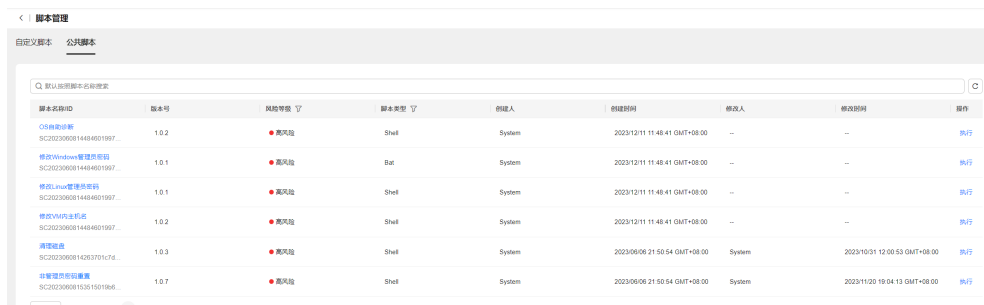 脚本管理
自定义脚本 公共脚本
默认按照脚本名称搜索
脚本名称/ID 版本号 风险等级 脚本类型 创建人 创建时间 修改人 修改时间 操作
OS自助诊断
SC2023060814484601997... 1.0.2 高风险 Shell System 2023/12/11 11:48:41 GMT+08:00 -- -- 执行
修改Windows管理员密码
SC2023060814484601997... 1.0.1 高风险 Bat System 2023/12/11 11:48:41 GMT+08:00 -- -- 执行
修改Linux管理员密码
SC2023060814484601997... 1.0.1 高风险 Shell System 2023/12/11 11:48:41 GMT+08:00 -- -- 执行
修改VM内主机名
SC2023060814484601997... 1.0.2 高风险 Shell System 2023/12/11 11:48:41 GMT+08:00 -- -- 执行
清理磁盘
SC2023060814263701c7d... 1.0.3 高风险 Shell System 2023/06/06 21:50:54 GMT+08:00 System 2023/10/31 12:00:53 GMT+08:00 执行
非管理员密码重置
SC20230608153515019b6... 1.0.7 高风险 Shell System 2023/06/06 21:50:54 GMT+08:00 System 2023/11/20 19:04:13 GMT+08:00 执行